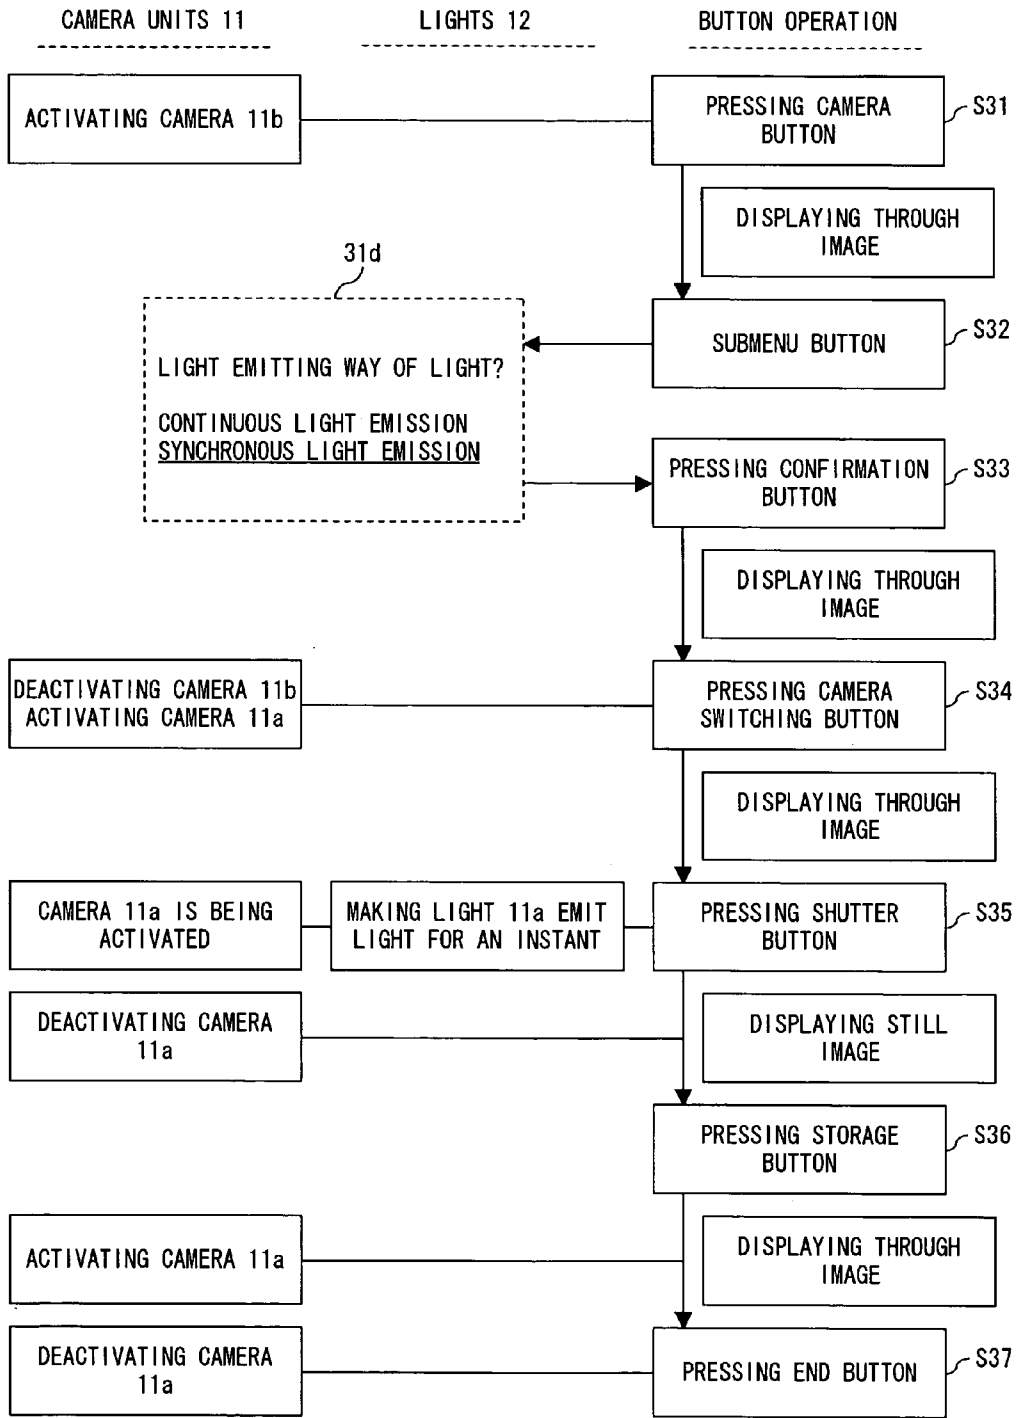 CAMERA UNITS 11
LIGHTS 12
BUTTON OPERATION
ACTIVATING CAMERA 11b
PRESSING CAMERA
BUTTON
S31
DISPLAYING THROUGH
IMAGE
31d
LIGHT EMITTING WAY OF LIGHT?
CONTINUOUS LIGHT EMISSION
SYNCHRONOUS LIGHT EMISSION
SUBMENU BUTTON
S32
PRESSING CONFIRMATION
BUTTON
S33
DISPLAYING THROUGH
IMAGE
DEACTIVATING CAMERA 11b
ACTIVATING CAMERA 11a
PRESSING CAMERA
SWITCHING BUTTON
S34
DISPLAYING THROUGH
IMAGE
CAMERA 11a IS BEING
ACTIVATED
MAKING LIGHT 11a EMIT
LIGHT FOR AN INSTANT
PRESSING SHUTTER
BUTTON
S35
DEACTIVATING CAMERA
11a
DISPLAYING STILL
IMAGE
PRESSING STORAGE
BUTTON
S36
ACTIVATING CAMERA 11a
DISPLAYING THROUGH
IMAGE
DEACTIVATING CAMERA
11a
PRESSING END BUTTON
S37